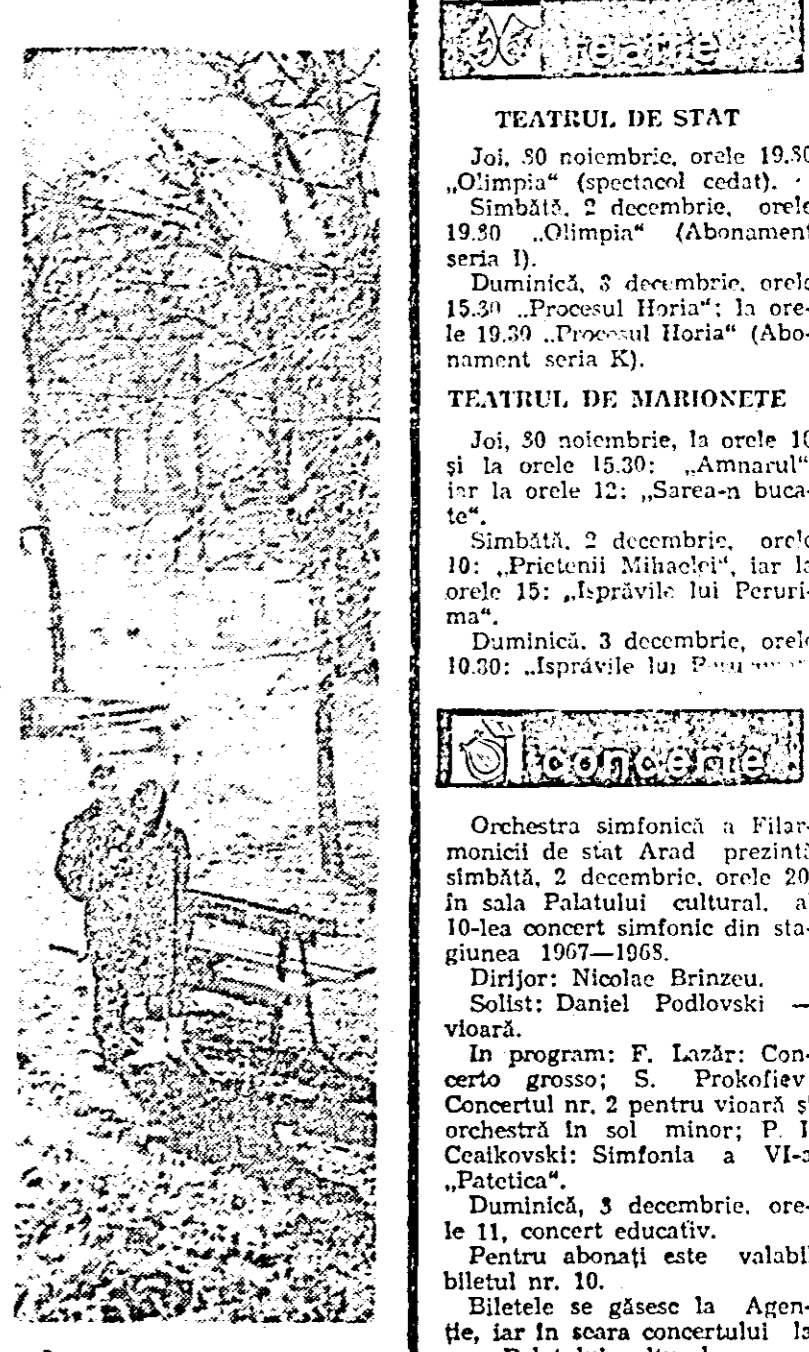 teatre
TEATRUL DE STAT
Joi, 30 noiembrie, orele 19.30
„Olimpia“ (spectacol cedat).
Simbătă, 2 decembrie, orele
19.30 „Olimpia“ (Abonament
seria I).
Duminică, 3 decembrie, orele
15.30 „Procesul Horia“; la ore-
le 19.30 „Procesul Horia“ (Abo-
nament seria K).
TEATRUL DE MARIONETE
Joi, 30 noiembrie, la orele 10
și la orele 15.30: „Amnarul“
iar la orele 12: „Sarea-n buca-
te“.
Simbătă, 2 decembrie, orele
10: „Prietenii Mihaelei“, iar la
orele 15: „Isprăvile lui Peruri-
ma“.
Duminică, 3 decembrie, orele
10.30: „Isprăvile lui
concerte
Orchestra simfonică a Filar-
monicii de stat Arad prezintă
simbătă, 2 decembrie, orele 20,
în sala Palatului cultural, al
10-lea concert simfonic din sta-
giunea 1967—1968.
Dirijor: Nicolae Brinzeu.
Solist: Daniel Podlovski —
vioară.
In program: F. Lazăr: Con-
certo grosso; S. Prokofiev
Concertul nr. 2 pentru vioară și
orchestră în sol minor; P. I.
Ceaikovski: Simfonia a VI-a
„Patetica“.
Duminică, 3 decembrie, ore-
le 11, concert educativ.
Pentru abonați este valabil
biletul nr. 10.
Biletele se găsesc la Agen-
ție, iar în seara concertului la